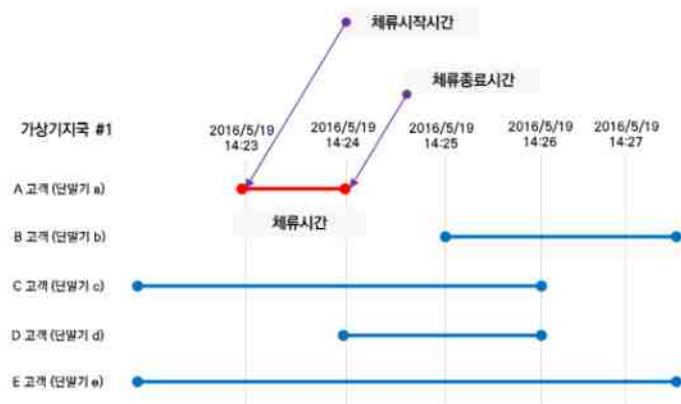 체류시작시간
체류종료시간
가상기지국 #1
2016/5/19
14:23
2016/5/19
14:24
2016/5/19
14:25
2016/5/19
14:26
2016/5/19
14:27
A 고객 (단말기 a)
체류시간
B 고객 (단말기 b)
C 고객 (단말기 c)
D 고객 (단말기 d)
E 고객 (단말기 e)